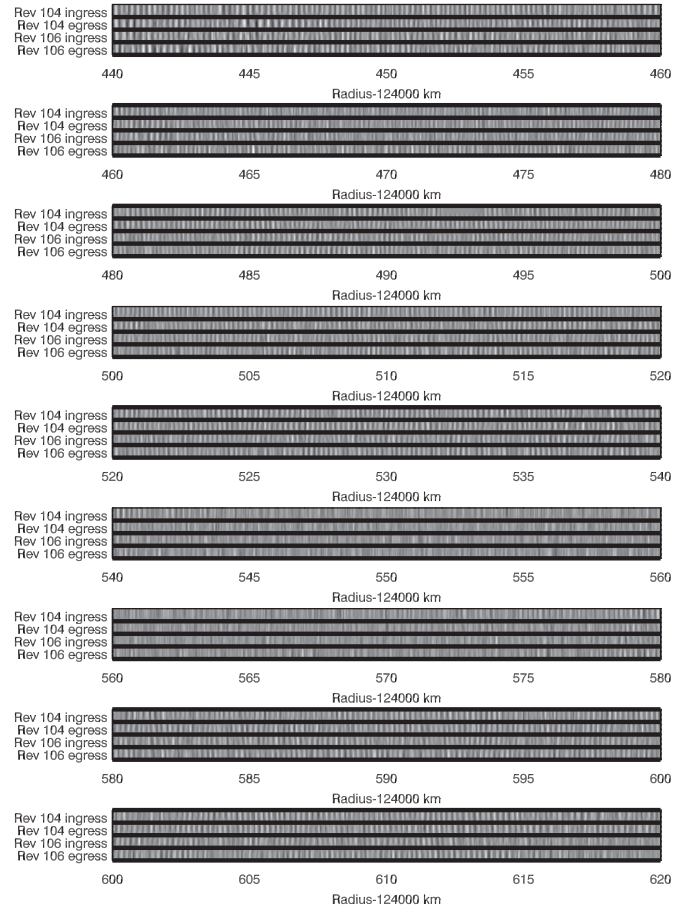 Rev 104 ingress
Rev 104 egress
Rev 106 ingress
Rev 106 egress
440 445 450 455 460
Radius-124000 km
Rev 104 ingress
Rev 104 egress
Rev 106 ingress
Rev 106 egress
460 465 470 475 480
Radius-124000 km
Rev 104 ingress
Rev 104 egress
Rev 106 ingress
Rev 106 egress
480 485 490 495 500
Radius-124000 km
Rev 104 ingress
Rev 104 egress
Rev 106 ingress
Rev 106 egress
500 505 510 515 520
Radius-124000 km
Rev 104 ingress
Rev 104 egress
Rev 106 ingress
Rev 106 egress
520 525 530 535 540
Radius-124000 km
Rev 104 ingress
Rev 104 egress
Rev 106 ingress
Rev 106 egress
540 545 550 555 560
Radius-124000 km
Rev 104 ingress
Rev 104 egress
Rev 106 ingress
Rev 106 egress
560 565 570 575 580
Radius-124000 km
Rev 104 ingress
Rev 104 egress
Rev 106 ingress
Rev 106 egress
580 585 590 595 600
Radius-124000 km
Rev 104 ingress
Rev 104 egress
Rev 106 ingress
Rev 106 egress
600 605 610 615 620
Radius-124000 km